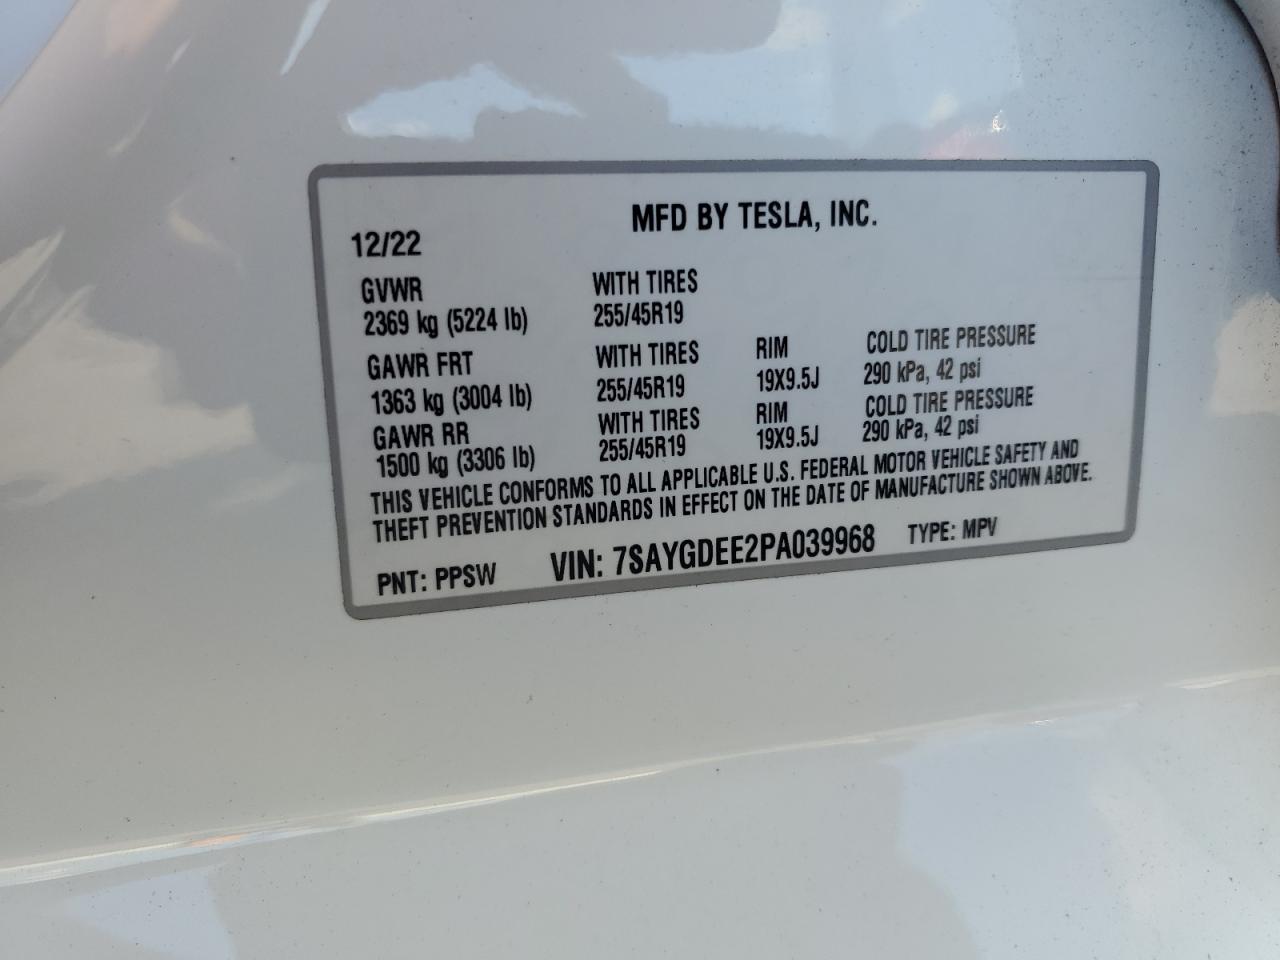 MFD BY TESLA, INC.
12/22
GVWR WITH TIRES
2369 kg (5224 lb) 255/45R19
GAWR FRT WITH TIRES RIM COLD TIRE PRESSURE
1363 kg (3004 lb) 255/45R19 19X9.5J 290 kPa, 42 psi
GAWR RR WITH TIRES RIM COLD TIRE PRESSURE
1500 kg (3306 lb) 255/45R19 19X9.5J 290 kPa, 42 psi
THIS VEHICLE CONFORMS TO ALL APPLICABLE U.S. FEDERAL MOTOR VEHICLE SAFETY AND
THEFT PREVENTION STANDARDS IN EFFECT ON THE DATE OF MANUFACTURE SHOWN ABOVE.
PNT: PPSW VIN: 7SAYGDEE2PA039968 TYPE: MPV